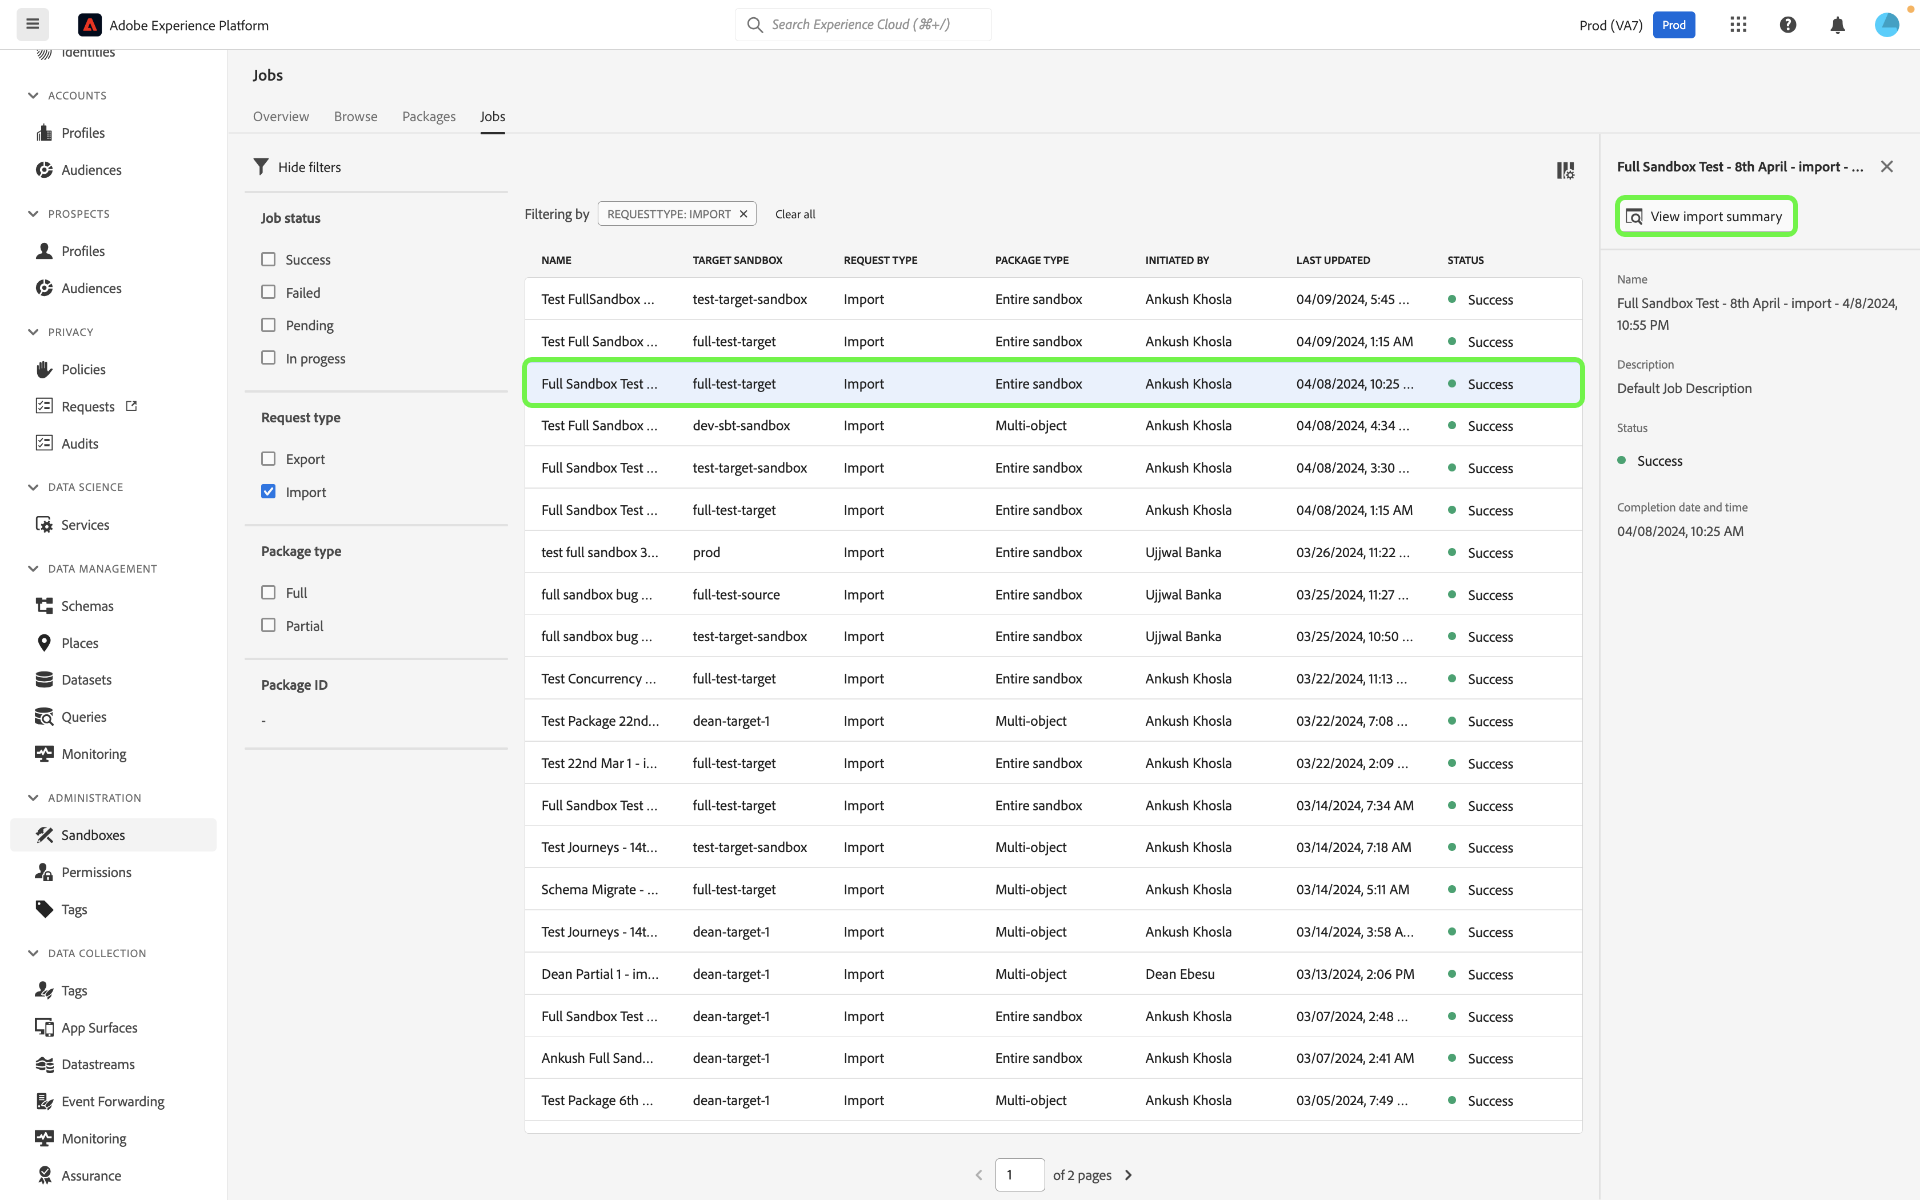 Adobe Experience Platform
Search Experience Cloud (⌘+/)
Prod (VA7)
Prod
Identities
ACCOUNTS
Profiles
Audiences
PROSPECTS
Profiles
Audiences
PRIVACY
Policies
Requests
Audits
DATA SCIENCE
Services
DATA MANAGEMENT
Schemas
Places
Datasets
Queries
Monitoring
ADMINISTRATION
Sandboxes
Permissions
Tags
DATA COLLECTION
Tags
App Surfaces
Datastreams
Event Forwarding
Monitoring
Assurance
Jobs
Overview Browse Packages Jobs
Hide filters
Job status
Success
Failed
Pending
In progess
Request type
Export
Import
Package type
Full
Partial
Package ID
-
Filtering by REQUESTTYPE: IMPORT Clear all
NAME TARGET SANDBOX REQUEST TYPE PACKAGE TYPE INITIATED BY LAST UPDATED STATUS
Test FullSandbox ... test-target-sandbox Import Entire sandbox Ankush Khosla 04/09/2024, 5:45 ... Success
Test Full Sandbox ... full-test-target Import Entire sandbox Ankush Khosla 04/09/2024, 1:15 AM Success
Full Sandbox Test ... full-test-target Import Entire sandbox Ankush Khosla 04/08/2024, 10:25 ... Success
Test Full Sandbox ... dev-sbt-sandbox Import Multi-object Ankush Khosla 04/08/2024, 4:34 ... Success
Full Sandbox Test ... test-target-sandbox Import Entire sandbox Ankush Khosla 04/08/2024, 3:30 ... Success
Full Sandbox Test ... full-test-target Import Entire sandbox Ankush Khosla 04/08/2024, 1:15 AM Success
test full sandbox 3... prod Import Entire sandbox Ujjwal Banka 03/26/2024, 11:22 ... Success
full sandbox bug ... full-test-source Import Entire sandbox Ujjwal Banka 03/25/2024, 11:27 ... Success
full sandbox bug ... test-target-sandbox Import Entire sandbox Ujjwal Banka 03/25/2024, 10:50 ... Success
Test Concurrency ... full-test-target Import Entire sandbox Ankush Khosla 03/22/2024, 11:13 ... Success
Test Package 22nd... dean-target-1 Import Multi-object Ankush Khosla 03/22/2024, 7:08 ... Success
Test 22nd Mar 1 - i... full-test-target Import Entire sandbox Ankush Khosla 03/22/2024, 2:09 ... Success
Full Sandbox Test ... full-test-target Import Entire sandbox Ankush Khosla 03/14/2024, 7:34 AM Success
Test Journeys - 14t... test-target-sandbox Import Multi-object Ankush Khosla 03/14/2024, 7:18 AM Success
Schema Migrate - ... full-test-target Import Multi-object Ankush Khosla 03/14/2024, 5:11 AM Success
Test Journeys - 14t... dean-target-1 Import Multi-object Ankush Khosla 03/14/2024, 3:58 A... Success
Dean Partial 1 - im... dean-target-1 Import Multi-object Dean Ebesu 03/13/2024, 2:06 PM Success
Full Sandbox Test ... dean-target-1 Import Entire sandbox Ankush Khosla 03/07/2024, 2:48 ... Success
Ankush Full Sand... dean-target-1 Import Entire sandbox Ankush Khosla 03/07/2024, 2:41 AM Success
Test Package 6th ... dean-target-1 Import Multi-object Ankush Khosla 03/05/2024, 7:49 ... Success
1 of 2 pages
Full Sandbox Test - 8th April - import - ...
View import summary
Name
Full Sandbox Test - 8th April - import - 4/8/2024,
10:55 PM
Description
Default Job Description
Status
Success
Completion date and time
04/08/2024, 10:25 AM